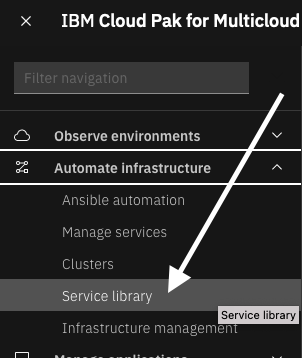 IBM Cloud Pak for Multicloud
Filter navigation
Observe environments
Automate infrastructure
Ansible automation
Manage services
Clusters
Service library
Service library
Infrastructure management
Manage applications